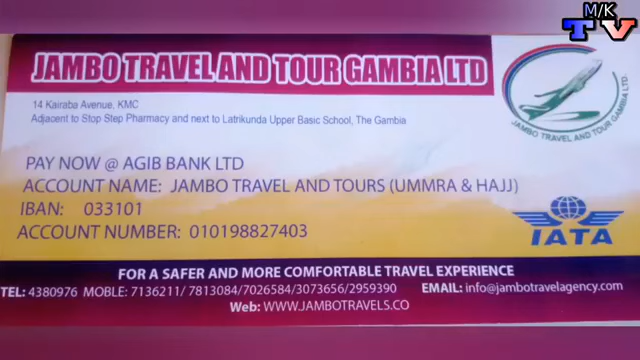 M/K
T V
JAMBO TRAVEL AND TOUR GAMBIA LTD
14 Kairaba Avenue, KMC
Adjacent to Stop Step Pharmacy and next to Latrikunda Upper Basic School, The Gambia
JAMBO TRAVEL AND TOUR GAMBIA LTD.
PAY NOW @ AGIB BANK LTD
ACCOUNT NAME: JAMBO TRAVEL AND TOURS (UMMRA & HAJJ)
IBAN: 033101
ACCOUNT NUMBER: 010198827403
IATA
FOR A SAFER AND MORE COMFORTABLE TRAVEL EXPERIENCE
TEL: 4380976 MOBLE: 7136211/ 7813084/7026584/3073656/2959390 EMAIL: info@jambotravelagency.com
Web: WWW.JAMBOTRAVELS.CO